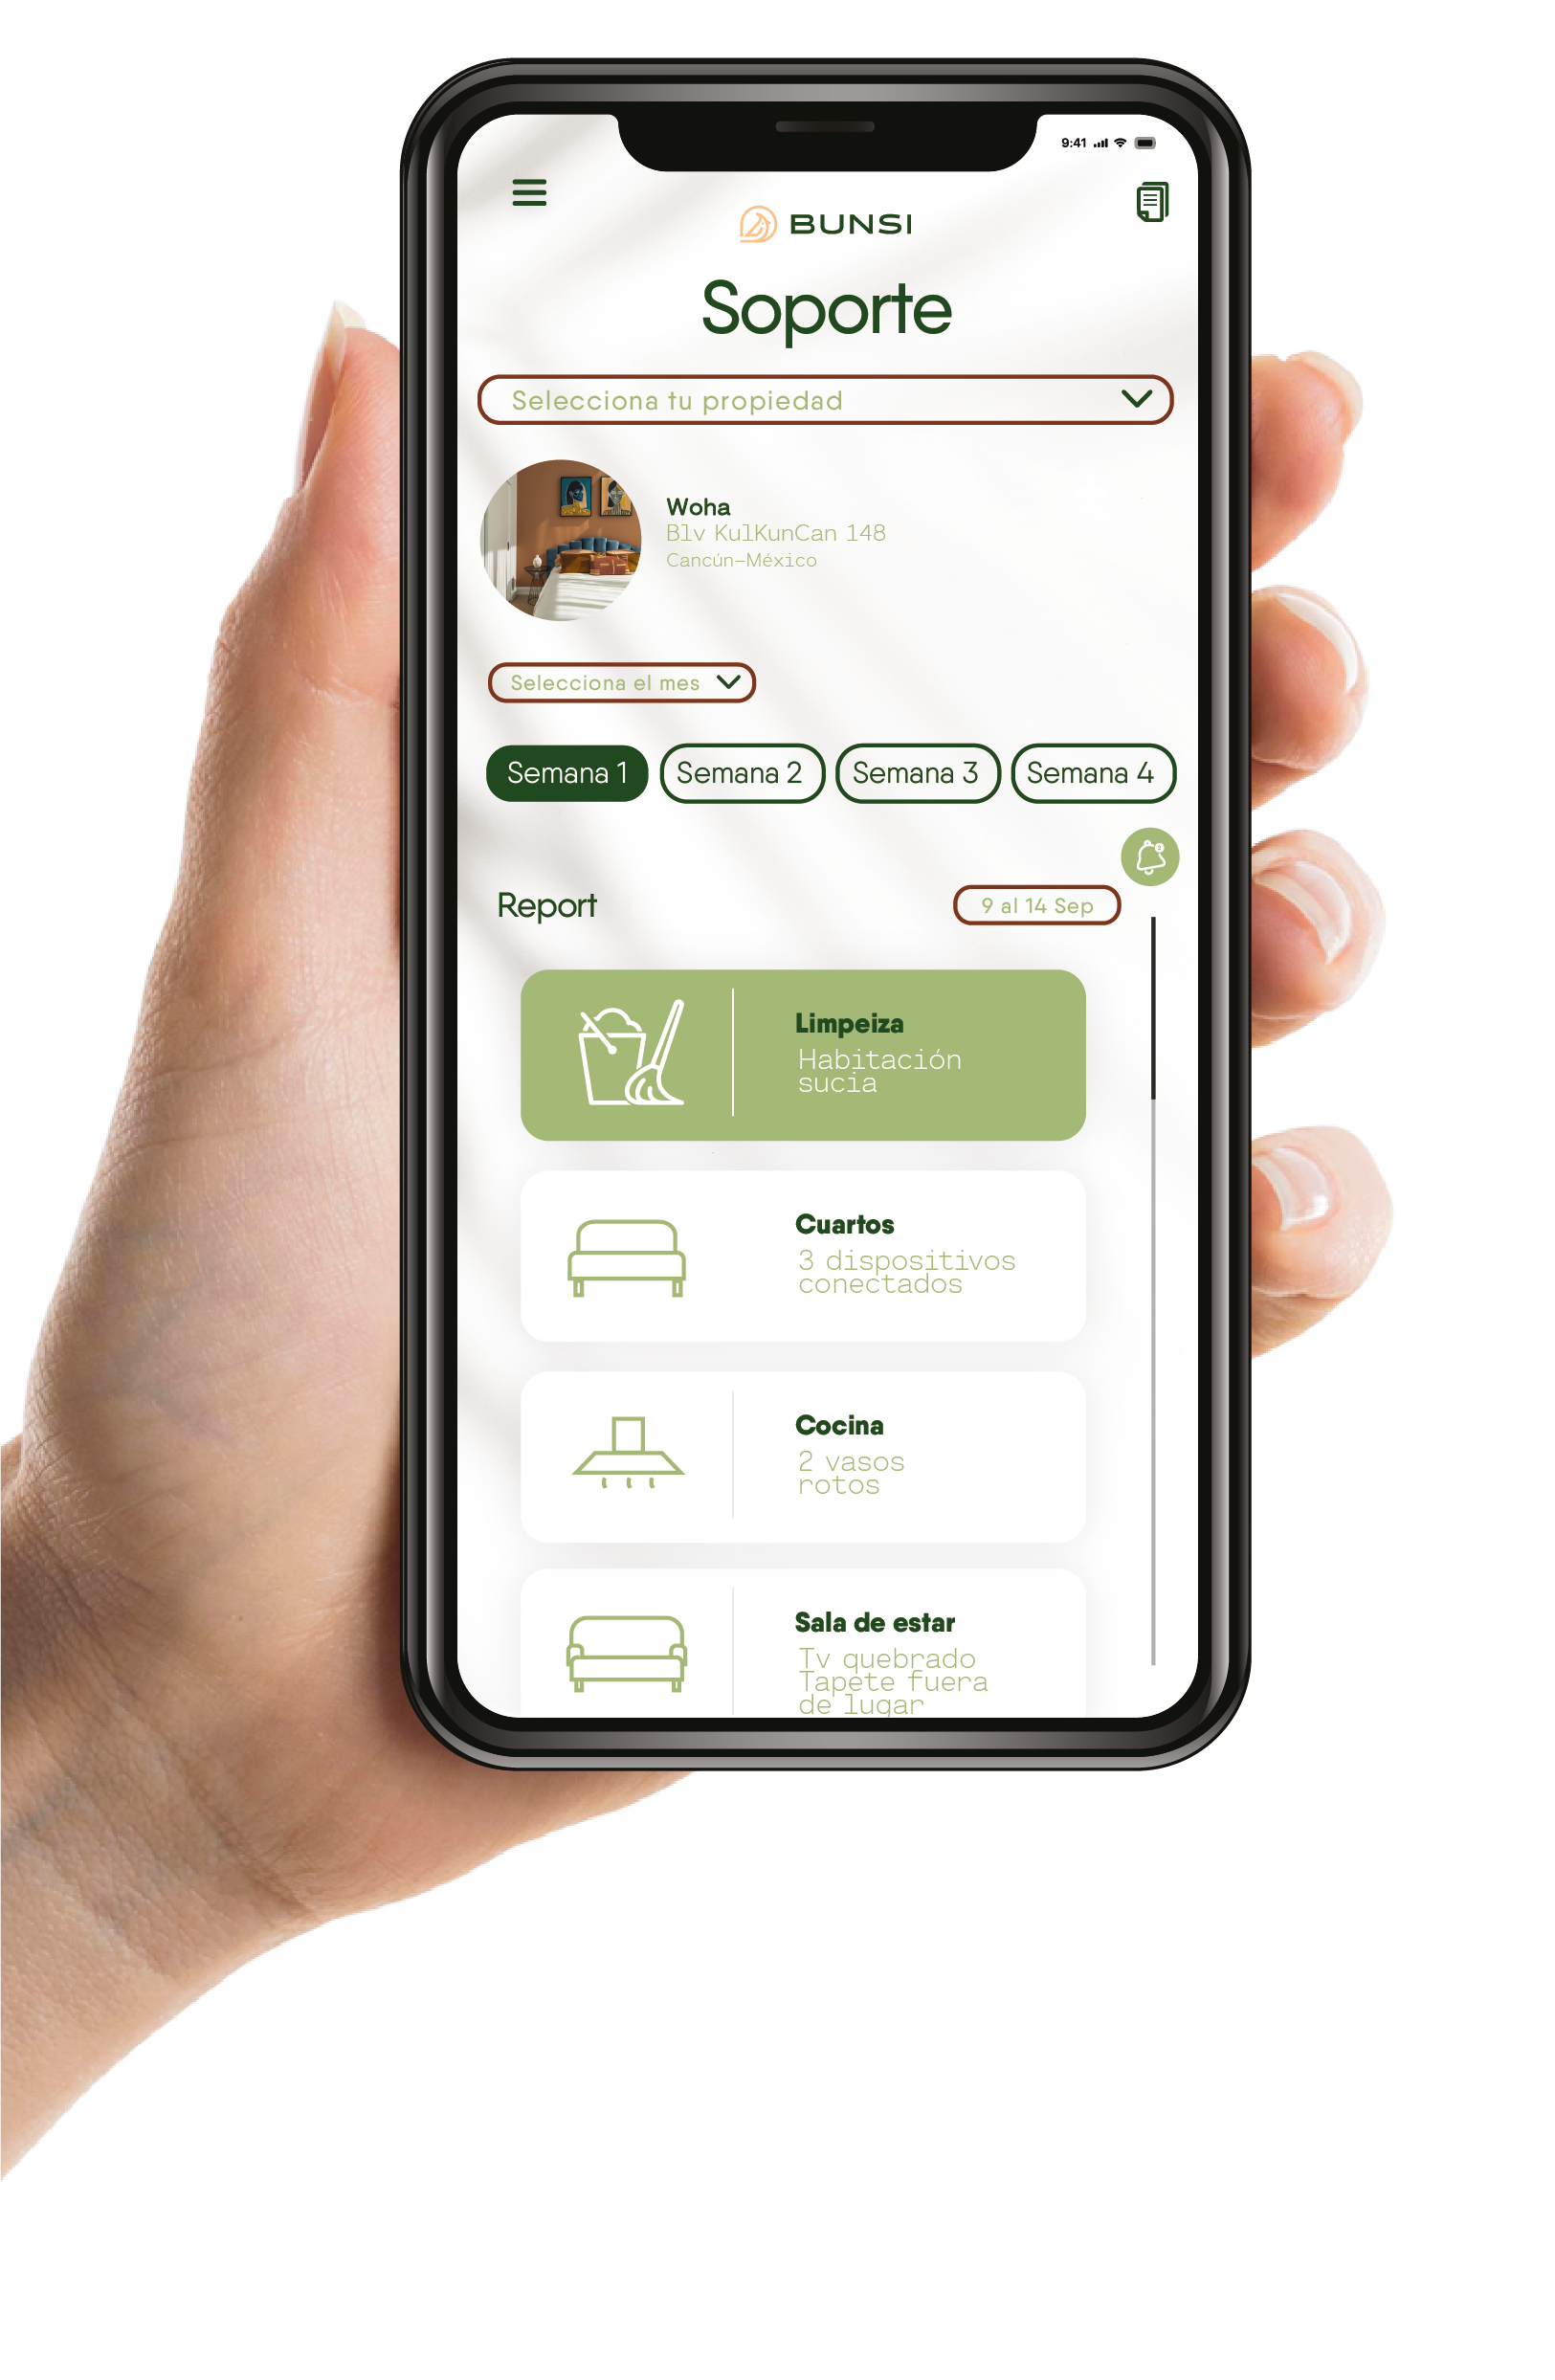 9:41
BUNSI
Soporte
Selecciona tu propiedad
Woha
Blv KulKunCan 148
Cancún-México
Selecciona el mes
Semana 1 Semana 2 Semana 3 Semana 4
Report
9 al 14 Sep
Limpeiza
Habitación
sucia
Cuartos
3 dispositivos
conectados
Cocina
2 vasos
rotos
Sala de estar
Tv quebrado
Tapete fuera
de lugar